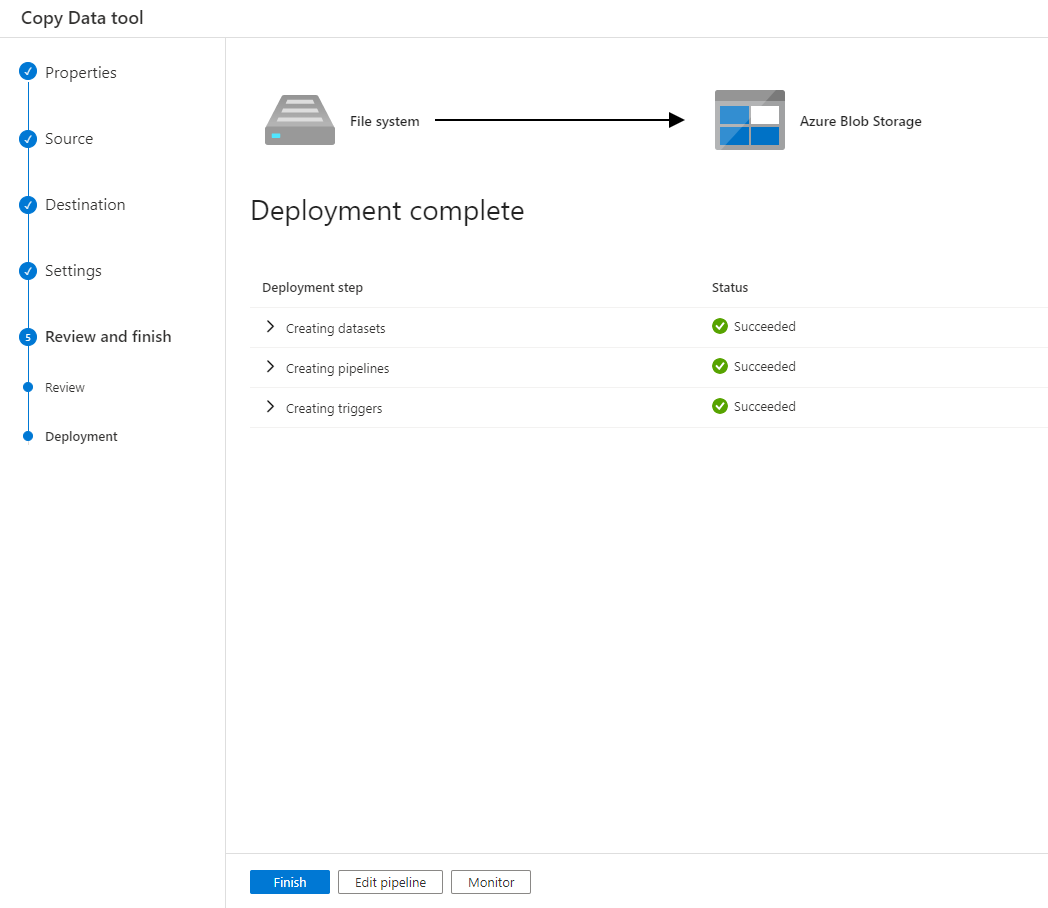 Copy Data tool
Properties
Source
Destination
Settings
5 Review and finish
Review
Deployment
File system
Azure Blob Storage
Deployment complete
Deployment step Status
Creating datasets Succeeded
Creating pipelines Succeeded
Creating triggers Succeeded
Finish Edit pipeline Monitor